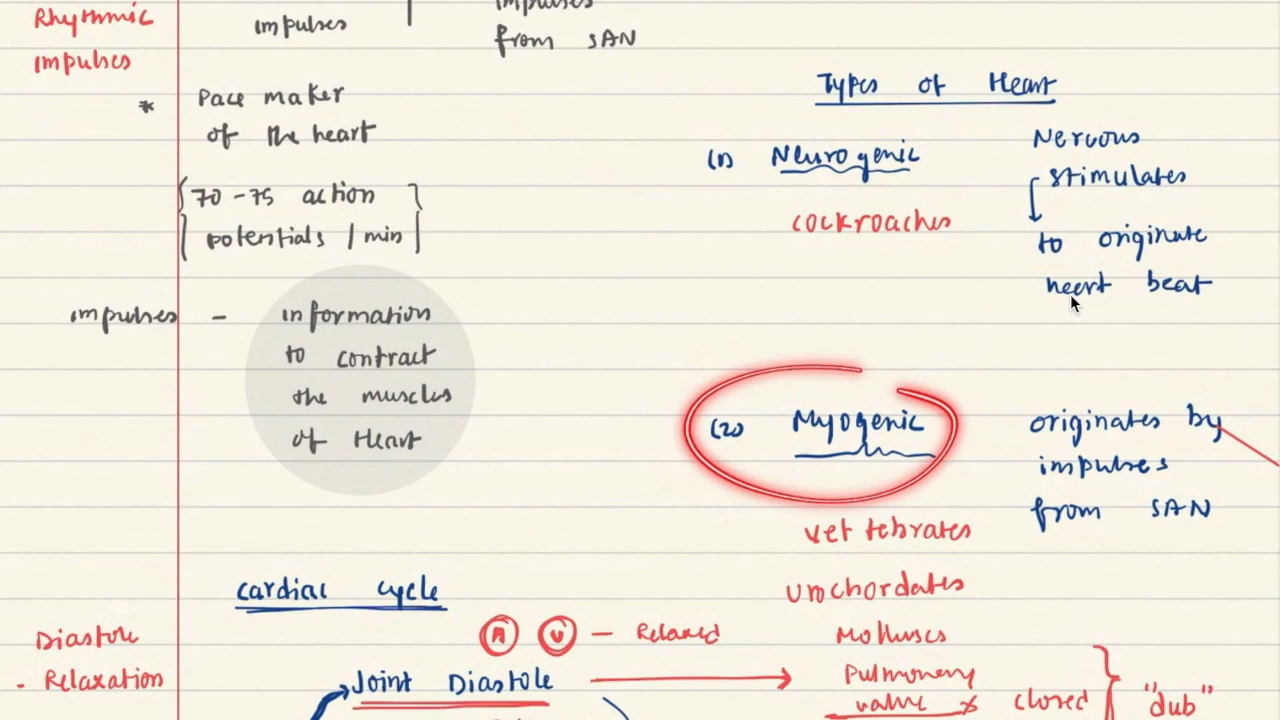 Rhythmic
impulses
impulses
impulses
from SAN
* Pace maker
of the heart
70-75 action
potentials / min
impulses - information
to contract
the muscles
of Heart
Types of Heart
(1) Neurogenic
cockroaches
Nervous
stimulates
to originate
heert beat
(2) Myogenic
vertebrates
urochordates
Molluscs
originates by
impulses
from SAN
cardiac cycle
Diastole
- Relaxation
A V - Relaxed
Joint Diastole
Pulmonary
valve x closed
"dub"